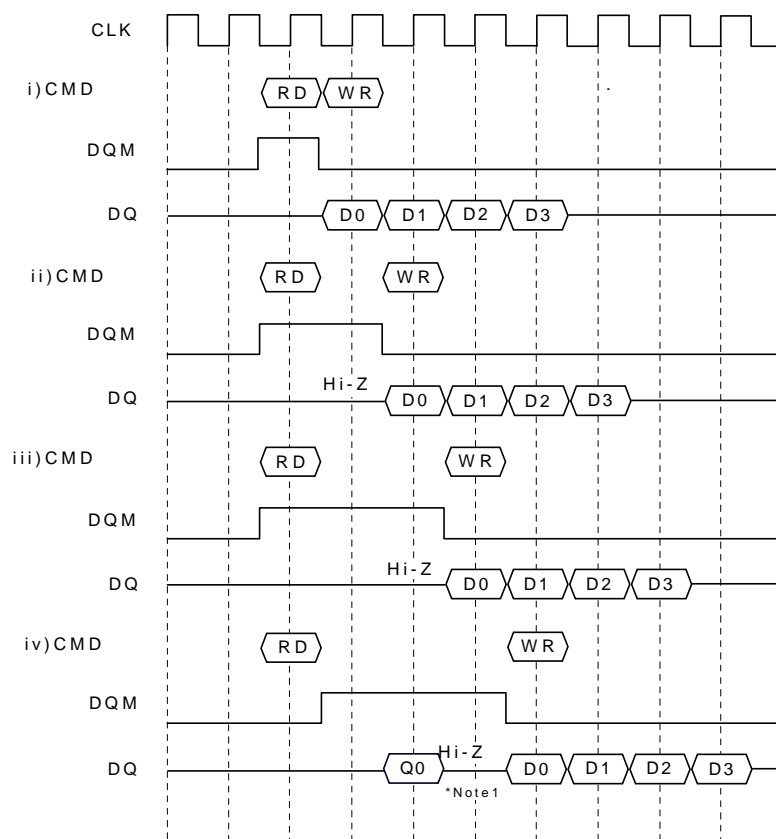 CLK
i)CMD RD WR
DQM
DQ D0 D1 D2 D3
ii)CMD RD WR
DQM
Hi-Z
DQ D0 D1 D2 D3
iii)CMD RD WR
DQM
Hi-Z
DQ D0 D1 D2 D3
iv)CMD RD WR
DQM
Hi-Z
DQ Q0 D0 D1 D2 D3
*Note1